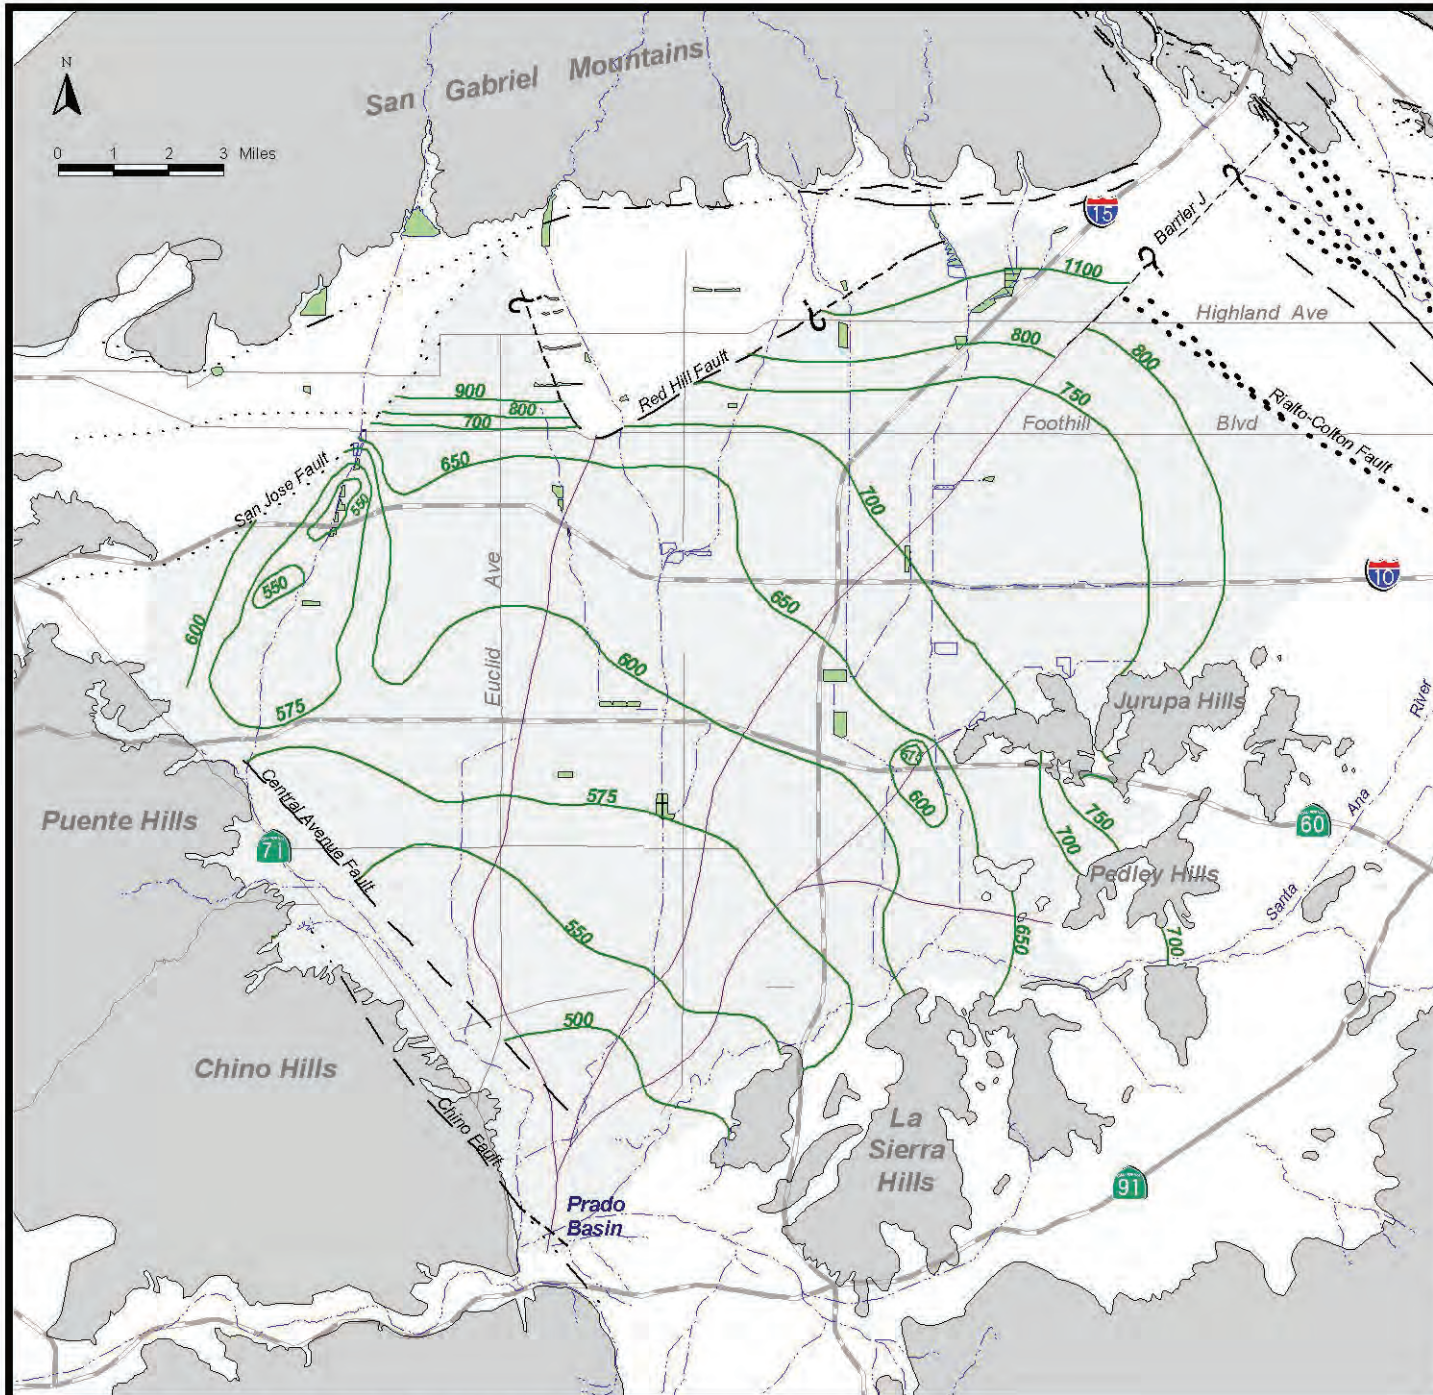 San Gabriel Mountains
N
0 1 2 3 Miles
15
Barrier J
1100
Highland Ave
800
800
Red Hill Fault
900
750
800
700
Foothill Blvd
Rialto-Colton Fault
650
San Jose Fault
550
700
10
550
Euclid Ave
650
600
600
575
Jurupa Hills
River
675
Central Avenue Fault
575
600
750
Ana
60
Puente Hills
71
700
Pedley Hills
Santa
550
650
700
500
Chino Hills
Chino Fault
La
Sierra
Hills
91
Prado
Basin